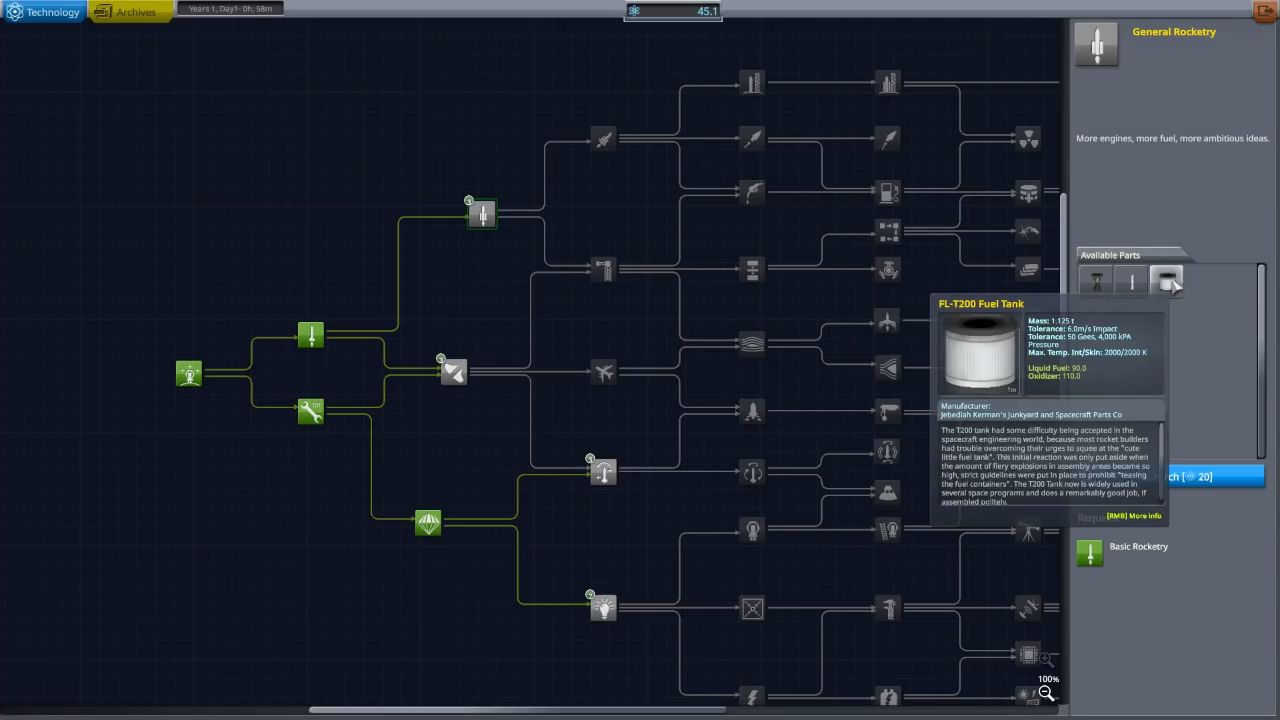 Technology
Archives
Years 1, Day1- 0h, 58m
45.1
General Rocketry
More engines, more fuel, more ambitious ideas.
Available Parts
FL-T200 Fuel Tank
Mass: 1.125 t
Tolerance: 6.0m/s Impact
Tolerance: 50 Gees, 4,000 kPA
Pressure
Max. Temp. Int/Skin: 2000/2000 K
Liquid Fuel: 90.0
Oxidizer: 110.0
1m
Manufacturer:
Jebediah Kerman's Junkyard and Spacecraft Parts Co
The T200 tank had some difficulty being accepted in the
spacecraft engineering world, because most rocket builders
had trouble overcoming their urges to squee at the "cute
little fuel tank". This initial reaction was only put aside when
the amount of fiery explosions in assembly areas became so
high, strict guidelines were put in place to prohibit "teasing
the fuel containers". The T200 Tank now is widely used in
several space programs and does a remarkably good job, if
assembled politely.
[RMB] More Info
ch [20]
Basic Rocketry
100%